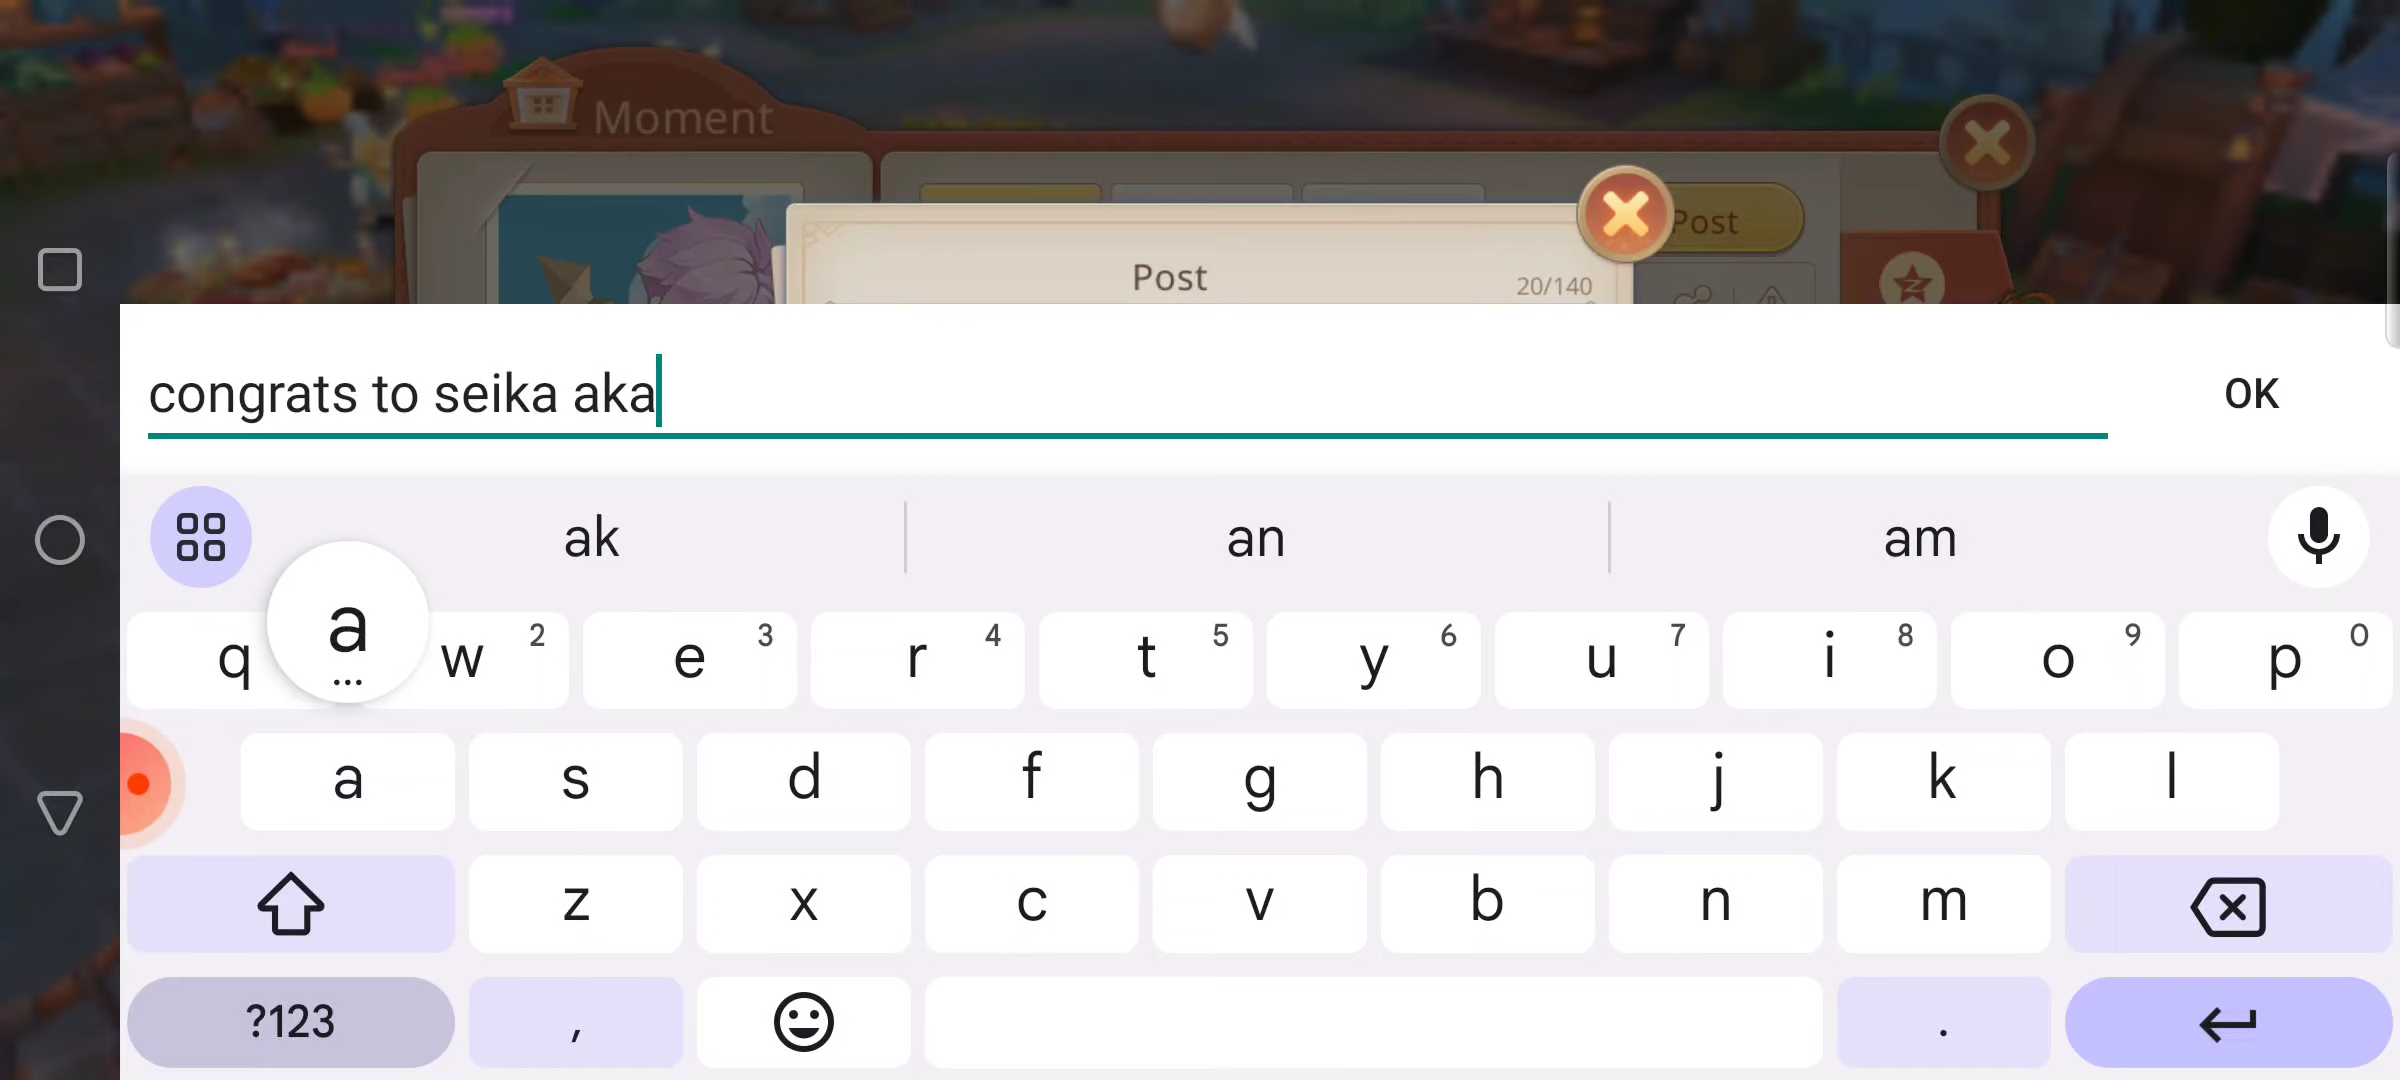 Moment
Post
Post
20/140
congrats to seika aka
OK
ak
an
am
a
...
q
w
2
e
3
r
4
t
5
y
6
u
7
i
8
o
9
p
0
a
s
d
f
g
h
j
k
l
z
x
c
v
b
n
m
?123
,
.